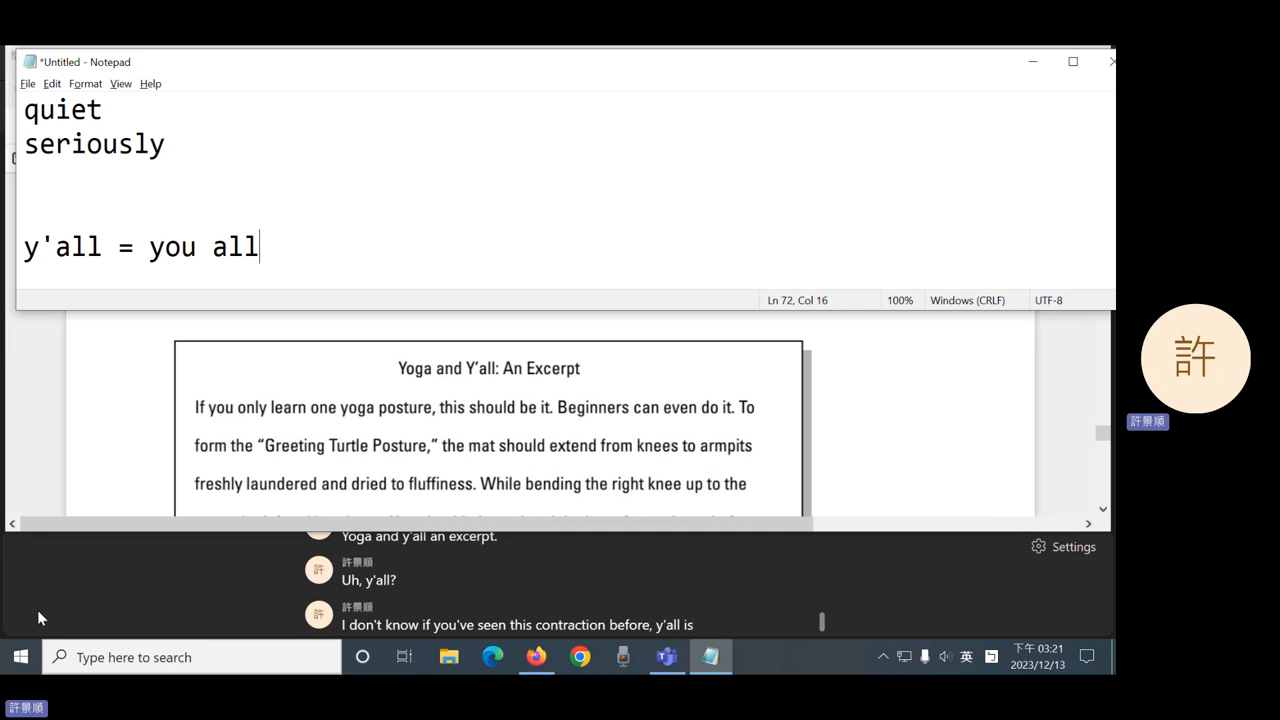 *Untitled - Notepad
File Edit Format View Help
quiet
seriously
y'all = you all
Ln 72, Col 16 100% Windows (CRLF) UTF-8
Yoga and Y'all: An Excerpt
If you only learn one yoga posture, this should be it. Beginners can even do it. To
form the “Greeting Turtle Posture,” the mat should extend from knees to armpits
freshly laundered and dried to fluffiness. While bending the right knee up to the
Yoga and y'all an excerpt.
Settings
許 許景順
Uh, y'all?
許 許景順
I don't know if you've seen this contraction before, y'all is
許
許景順
Type here to search
英
下午 03:21
2023/12/13
許景順